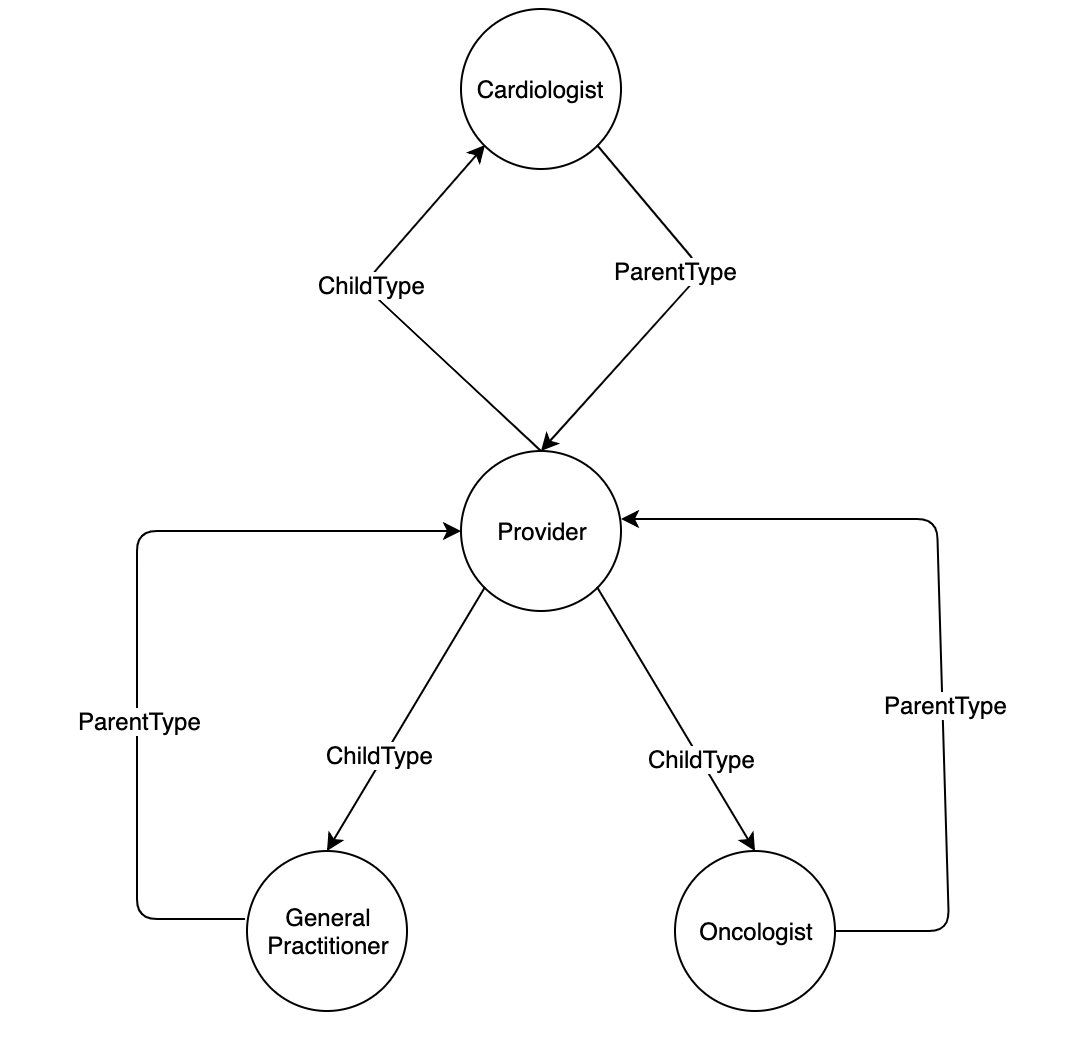 Cardiologist
ChildType
ParentType
Provider
ParentType
ChildType
ChildType
ParentType
General
Practitioner
Oncologist